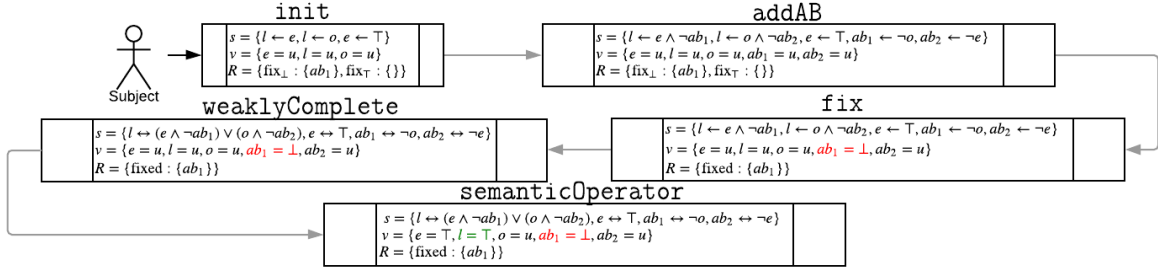 init
s = {l ← e, l ← o, e ← ⊤}
v = {e = u, l = u, o = u}
R = {fix⊥ : {ab₁}, fix⊤ : {}}
Subject
addAB
s = {l ← e ∧ ¬ab₁, l ← o ∧ ¬ab₂, e ← ⊤, ab₁ ← ¬o, ab₂ ← ¬e}
v = {e = u, l = u, o = u, ab₁ = u, ab₂ = u}
R = {fix⊥ : {ab₁}, fix⊤ : {}}
fix
s = {l ← e ∧ ¬ab₁, l ← o ∧ ¬ab₂, e ← ⊤, ab₁ ← ¬o, ab₂ ← ¬e}
v = {e = u, l = u, o = u, ab₁ = ⊥, ab₂ = u}
R = {fixed : {ab₁}}
weaklyComplete
s = {l ↔ (e ∧ ¬ab₁) ∨ (o ∧ ¬ab₂), e ↔ ⊤, ab₁ ↔ ¬o, ab₂ ↔ ¬e}
v = {e = u, l = u, o = u, ab₁ = ⊥, ab₂ = u}
R = {fixed : {ab₁}}
semanticOperator
s = {l ↔ (e ∧ ¬ab₁) ∨ (o ∧ ¬ab₂), e ↔ ⊤, ab₁ ↔ ¬o, ab₂ ↔ ¬e}
v = {e = ⊤, l = ⊤, o = u, ab₁ = ⊥, ab₂ = u}
R = {fixed : {ab₁}}